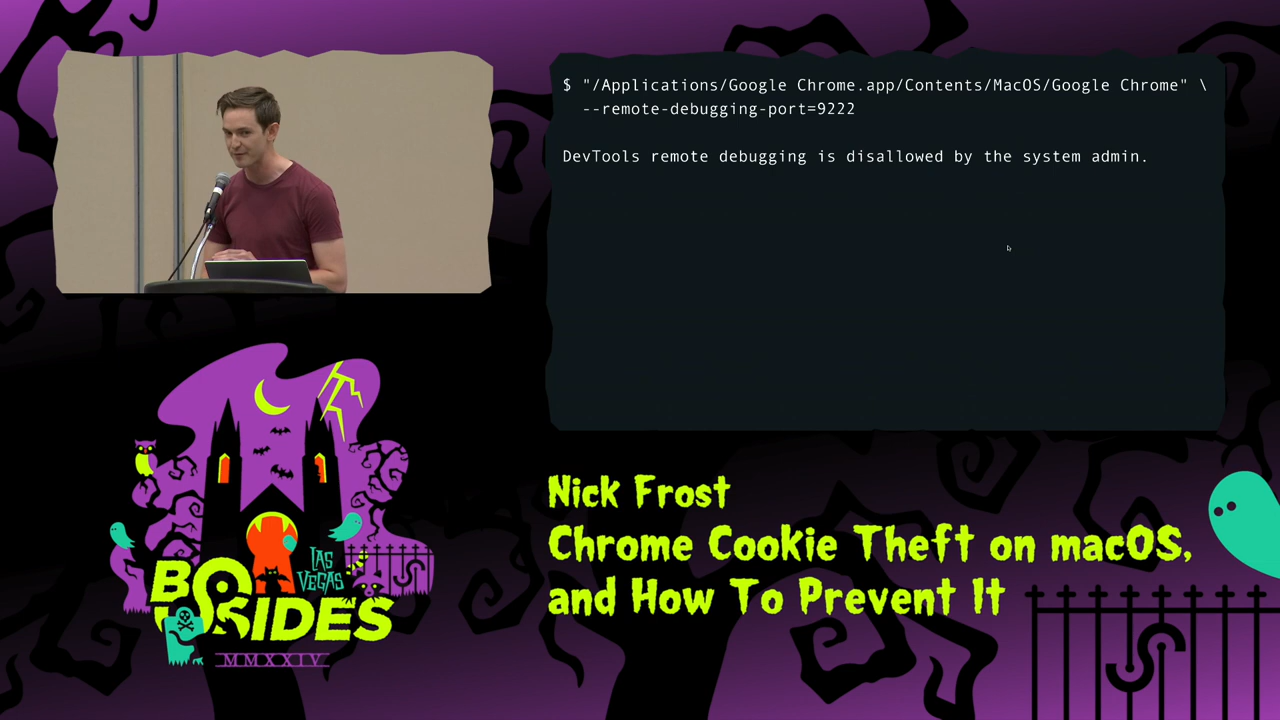 $ "/Applications/Google Chrome.app/Contents/MacOS/Google Chrome" \
--remote-debugging-port=9222
DevTools remote debugging is disallowed by the system admin.
Nick Frost
Chrome Cookie Theft on macOS,
and How To Prevent It
LAS
VEGAS
BSIDES
MMXXIV